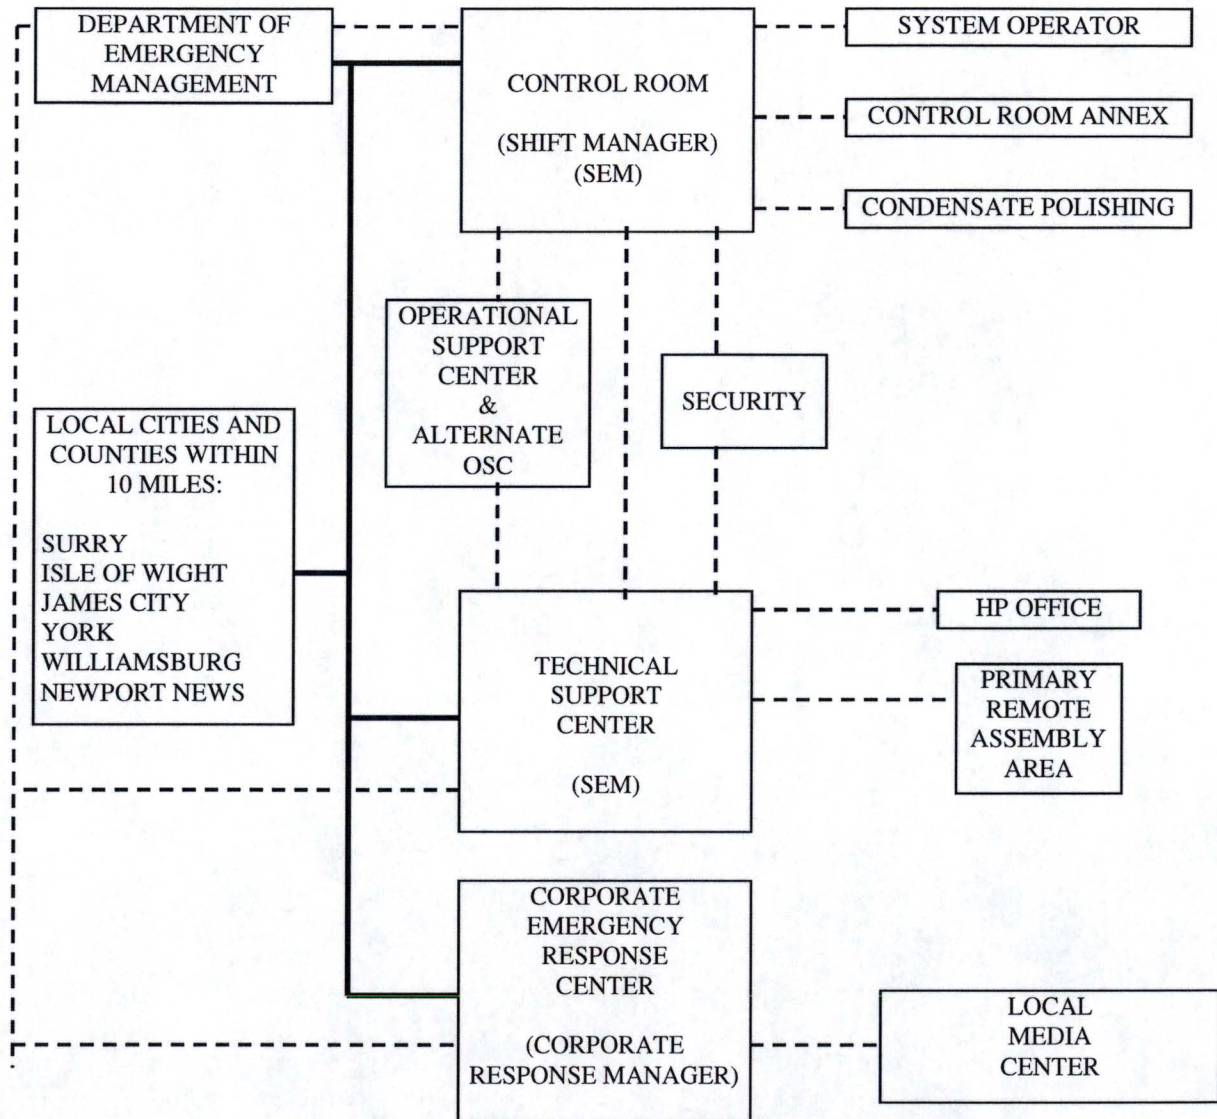 DEPARTMENT OF
EMERGENCY
MANAGEMENT
CONTROL ROOM
(SHIFT MANAGER)
(SEM)
SYSTEM OPERATOR
CONTROL ROOM ANNEX
CONDENSATE POLISHING
OPERATIONAL
SUPPORT
CENTER
&
ALTERNATE
OSC
SECURITY
LOCAL CITIES AND
COUNTIES WITHIN
10 MILES:
SURRY
ISLE OF WIGHT
JAMES CITY
YORK
WILLIAMSBURG
NEWPORT NEWS
TECHNICAL
SUPPORT
CENTER
(SEM)
HP OFFICE
PRIMARY
REMOTE
ASSEMBLY
AREA
CORPORATE
EMERGENCY
RESPONSE
CENTER
(CORPORATE
RESPONSE MANAGER)
LOCAL
MEDIA
CENTER